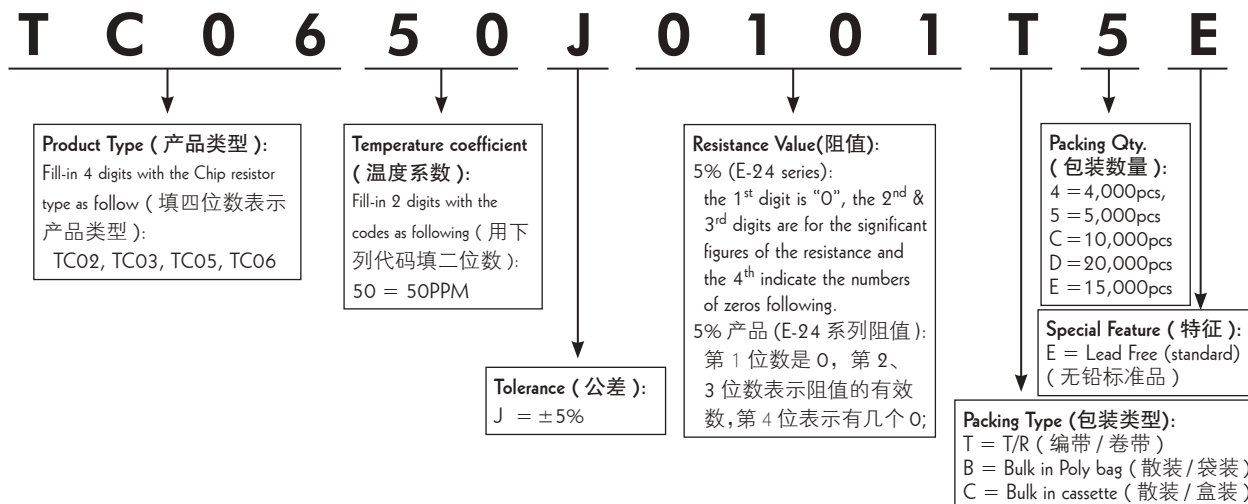 T C 0 6 5 0 J 0 1 0 1 T 5 E
Product Type ( 产品类型 ):
Fill-in 4 digits with the Chip resistor
type as follow ( 填四位数表示
产品类型 ):
TC02, TC03, TC05, TC06
Temperature coefficient
( 温度系数 ):
Fill-in 2 digits with the
codes as following ( 用下
列代码填二位数 ):
50 = 50PPM
Tolerance ( 公差 ):
J = ±5%
Resistance Value(阻值):
5% (E-24 series):
the 1st digit is “0”, the 2nd &
3rd digits are for the significant
figures of the resistance and
the 4th indicate the numbers
of zeros following.
5% 产品 (E-24 系列阻值 ):
第 1 位数是 0，第 2、
3 位数表示阻值的有效
数,第 4 位表示有几个 0;
Packing Qty.
( 包装数量 ):
4 = 4,000pcs,
5 = 5,000pcs
C = 10,000pcs
D = 20,000pcs
E = 15,000pcs
Special Feature ( 特征 ):
E = Lead Free (standard)
( 无铅标准品 )
Packing Type (包装类型):
T = T/R ( 编带 / 卷带 )
B = Bulk in Poly bag ( 散装 / 袋装 )
C = Bulk in cassette ( 散装 / 盒装 )